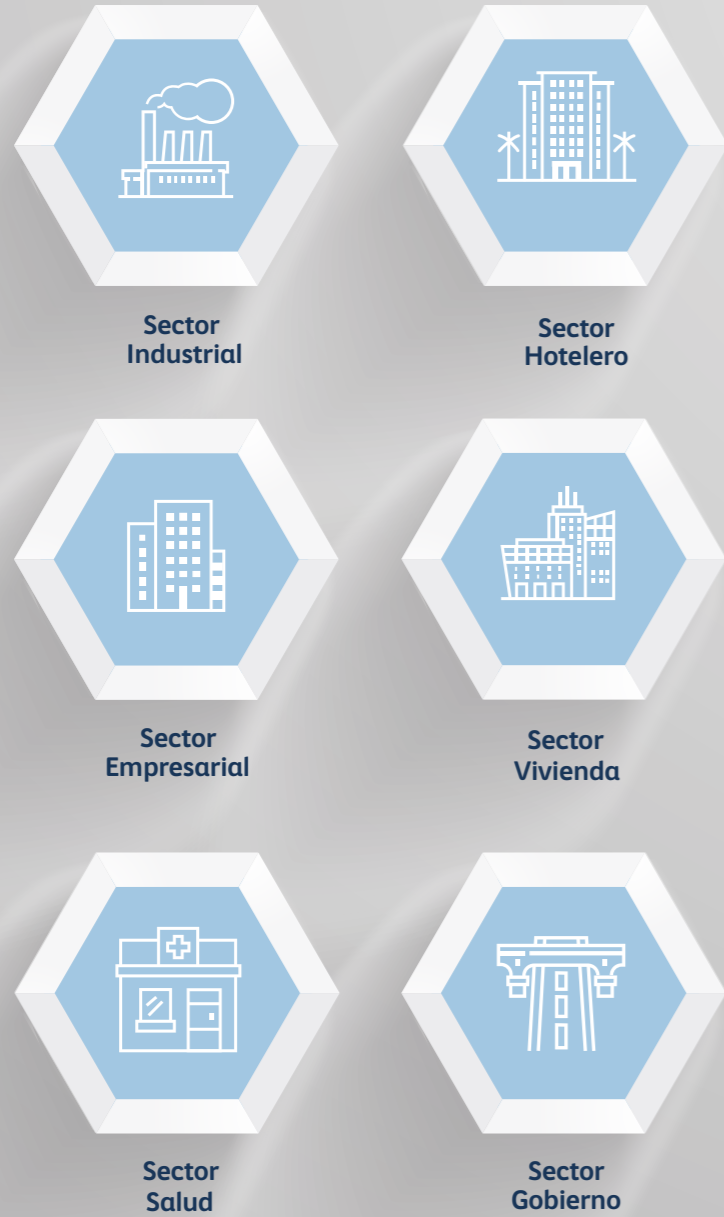 Sector
Industrial
Sector
Hotelero
Sector
Empresarial
Sector
Vivienda
Sector
Salud
Sector
Gobierno